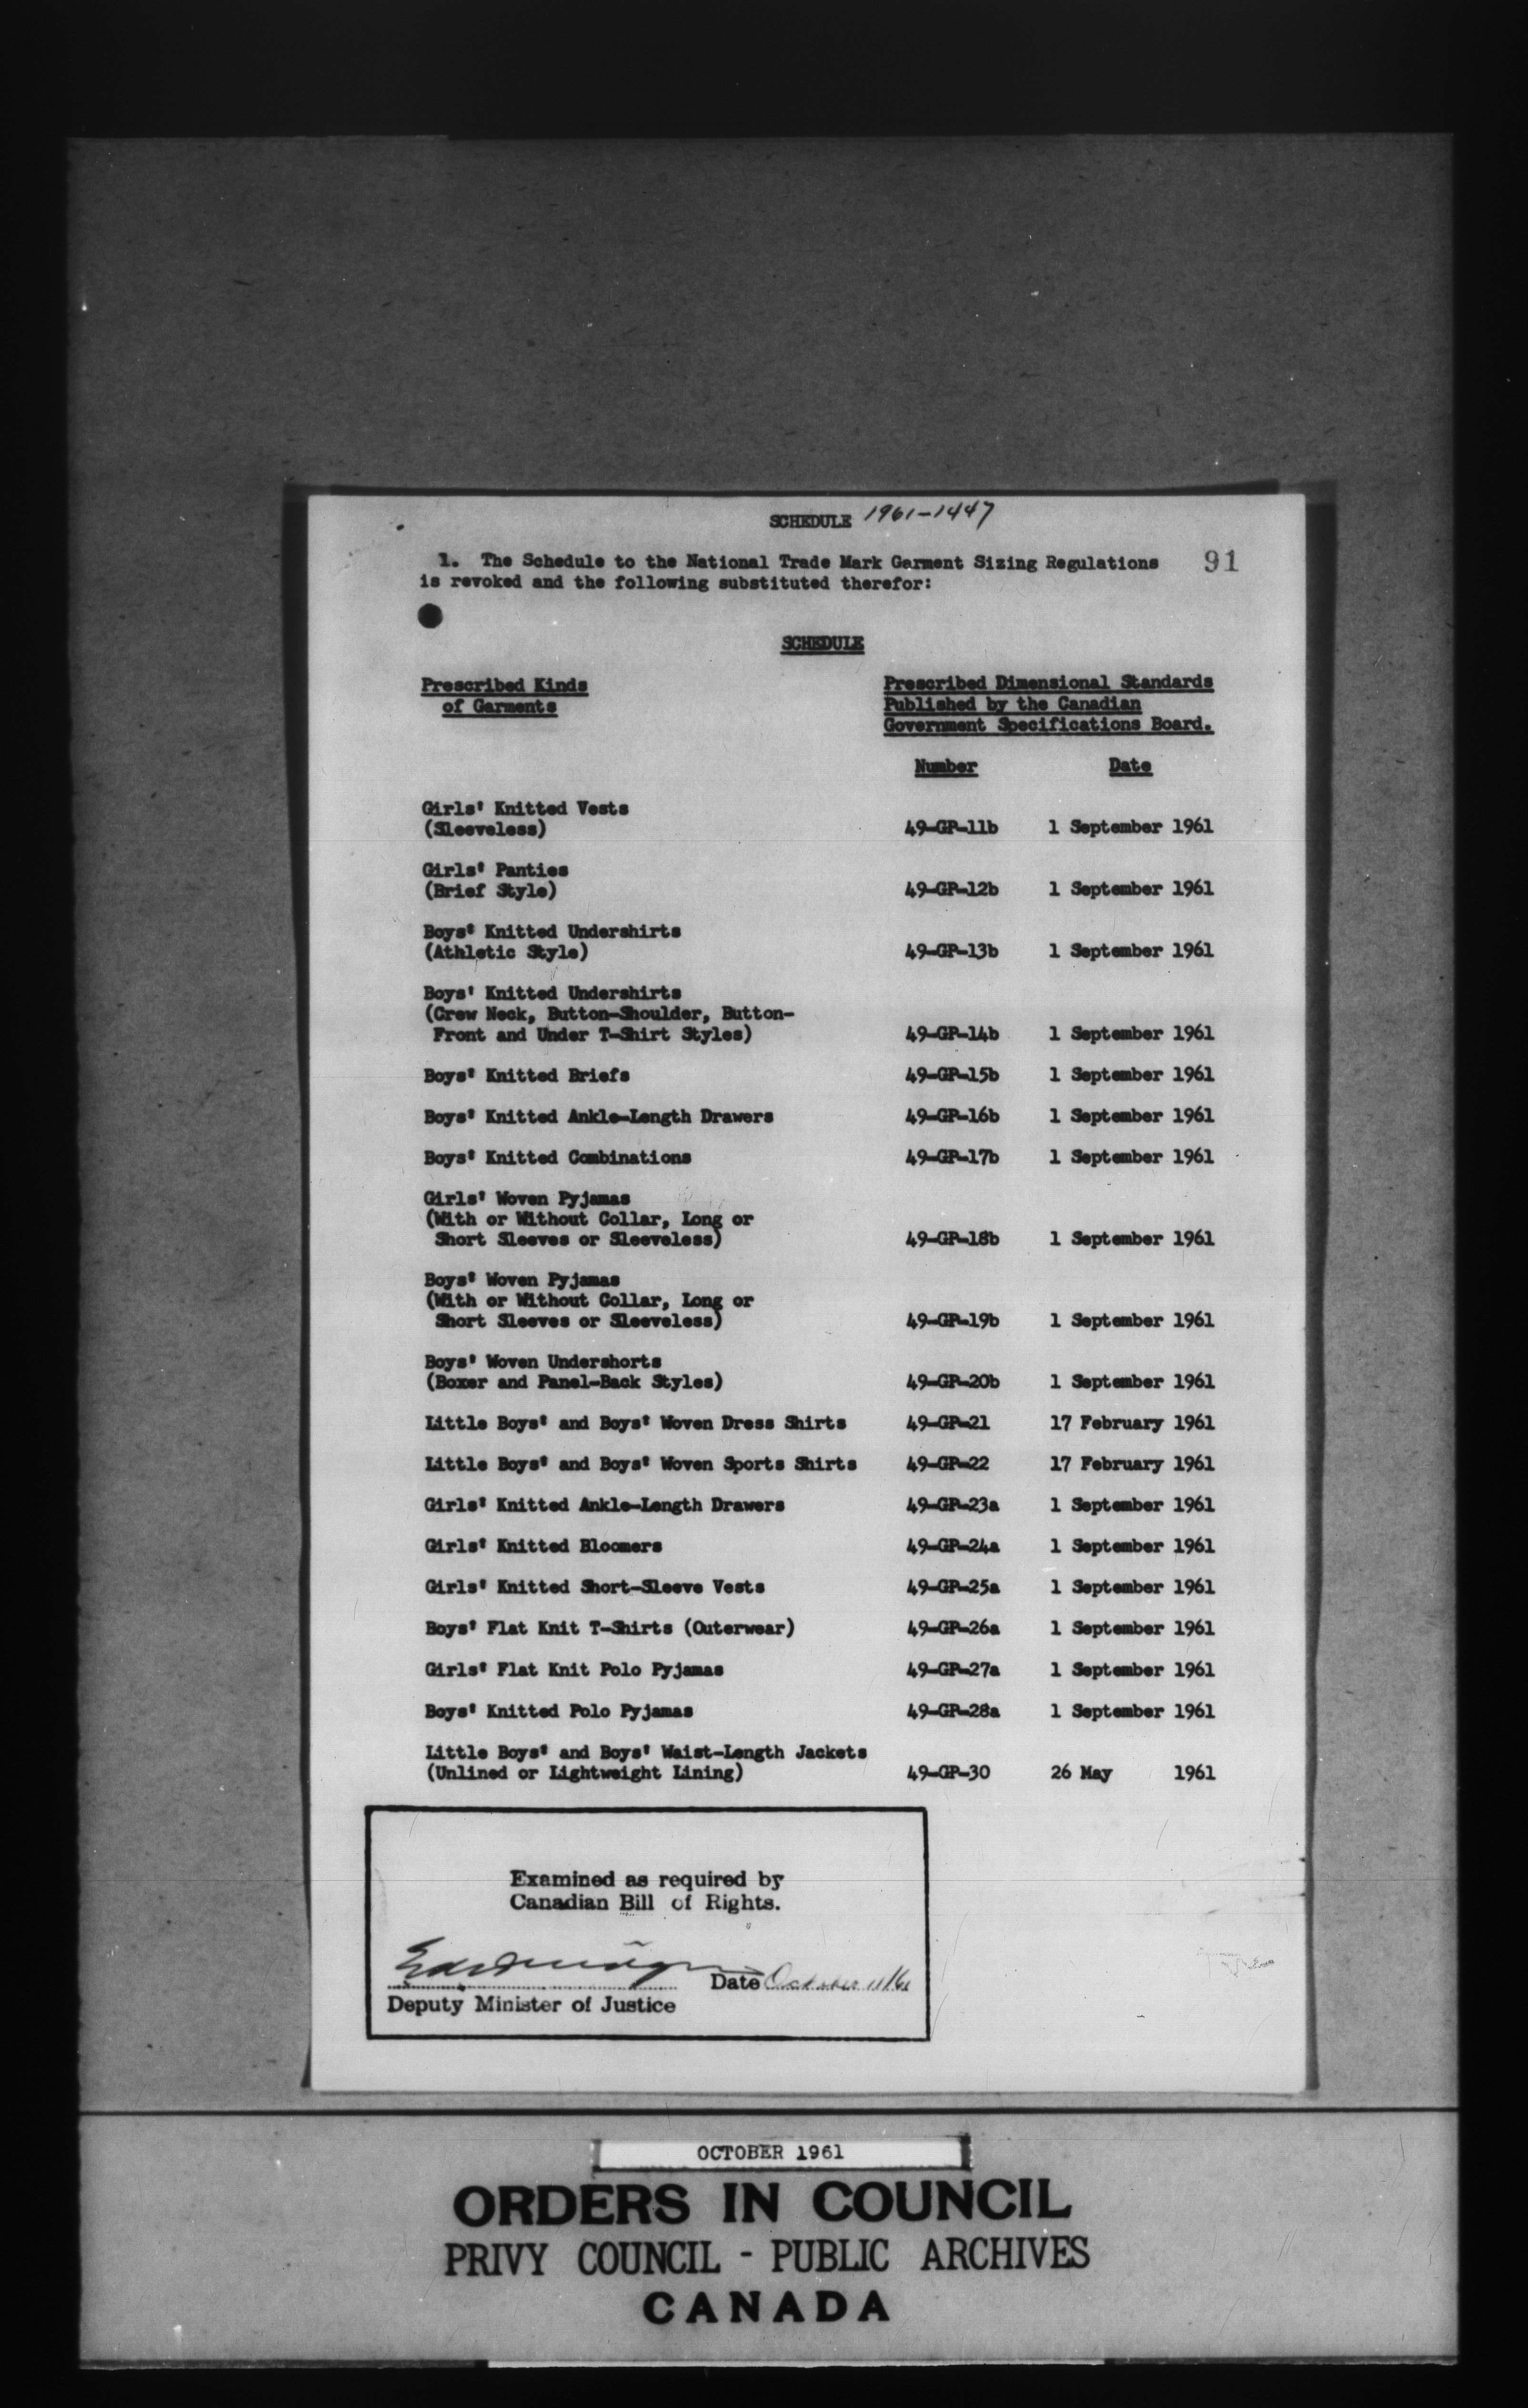 SCHEDULE 1961-1447
91
1. The Schedule to the National Trade Mark Garment Sizing Regulations
is revoked and the following substituted therefor:
SCHEDULE
Prescribed Kinds
of Garments
Prescribed Dimensional Standards
Published by the Canadian
Government Specifications Board.
Number Date
Girls' Knitted Vests
(Sleeveless) 49-GP-11b 1 September 1961
Girls' Panties
(Brief Style) 49-GP-12b 1 September 1961
Boys' Knitted Undershirts
(Athletic Style) 49-GP-13b 1 September 1961
Boys' Knitted Undershirts
(Crew Neck, Button-Shoulder, Button-
Front and Under T-Shirt Styles) 49-GP-14b 1 September 1961
Boys' Knitted Briefs 49-GP-15b 1 September 1961
Boys' Knitted Ankle-Length Drawers 49-GP-16b 1 September 1961
Boys' Knitted Combinations 49-GP-17b 1 September 1961
Girls' Woven Pyjamas
(With or Without Collar, Long or
Short Sleeves or Sleeveless) 49-GP-18b 1 September 1961
Boys' Woven Pyjamas
(With or Without Collar, Long or
Short Sleeves or Sleeveless) 49-GP-19b 1 September 1961
Boys' Woven Undershorts
(Boxer and Panel-Back Styles) 49-GP-20b 1 September 1961
Little Boys' and Boys' Woven Dress Shirts 49-GP-21 17 February 1961
Little Boys' and Boys' Woven Sports Shirts 49-GP-22 17 February 1961
Girls' Knitted Ankle-Length Drawers 49-GP-23a 1 September 1961
Girls' Knitted Bloomers 49-GP-24a 1 September 1961
Girls' Knitted Short-Sleeve Vests 49-GP-25a 1 September 1961
Boys' Flat Knit T-Shirts (Outerwear) 49-GP-26a 1 September 1961
Girls' Flat Knit Polo Pyjamas 49-GP-27a 1 September 1961
Boys' Knitted Polo Pyjamas 49-GP-28a 1 September 1961
Little Boys' and Boys' Waist-Length Jackets
(Unlined or Lightweight Lining) 49-GP-30 26 May 1961
Examined as required by
Canadian Bill of Rights.
Date October 11/61
Deputy Minister of Justice
OCTOBER 1961
ORDERS IN COUNCIL
PRIVY COUNCIL - PUBLIC ARCHIVES
CANADA